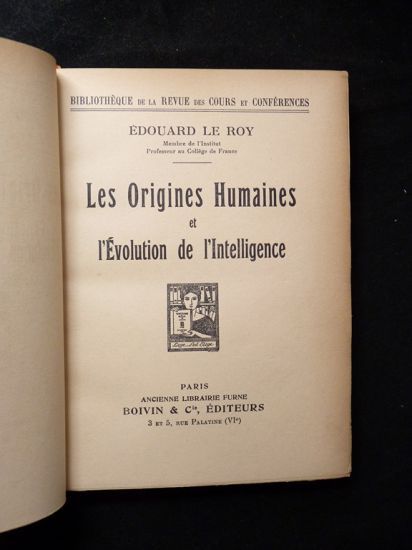 BIBLIOTHÈQUE DE LA REVUE DES COURS ET CONFÉRENCES
ÉDOUARD LE ROY
Membre de l'Institut
Professeur au Collège de France
Les Origines Humaines
et
l'Évolution de l'Intelligence
PARIS
ANCIENNE LIBRAIRIE FURNE
BOIVIN & Cie, ÉDITEURS
3 ET 5, RUE PALATINE (VIe)